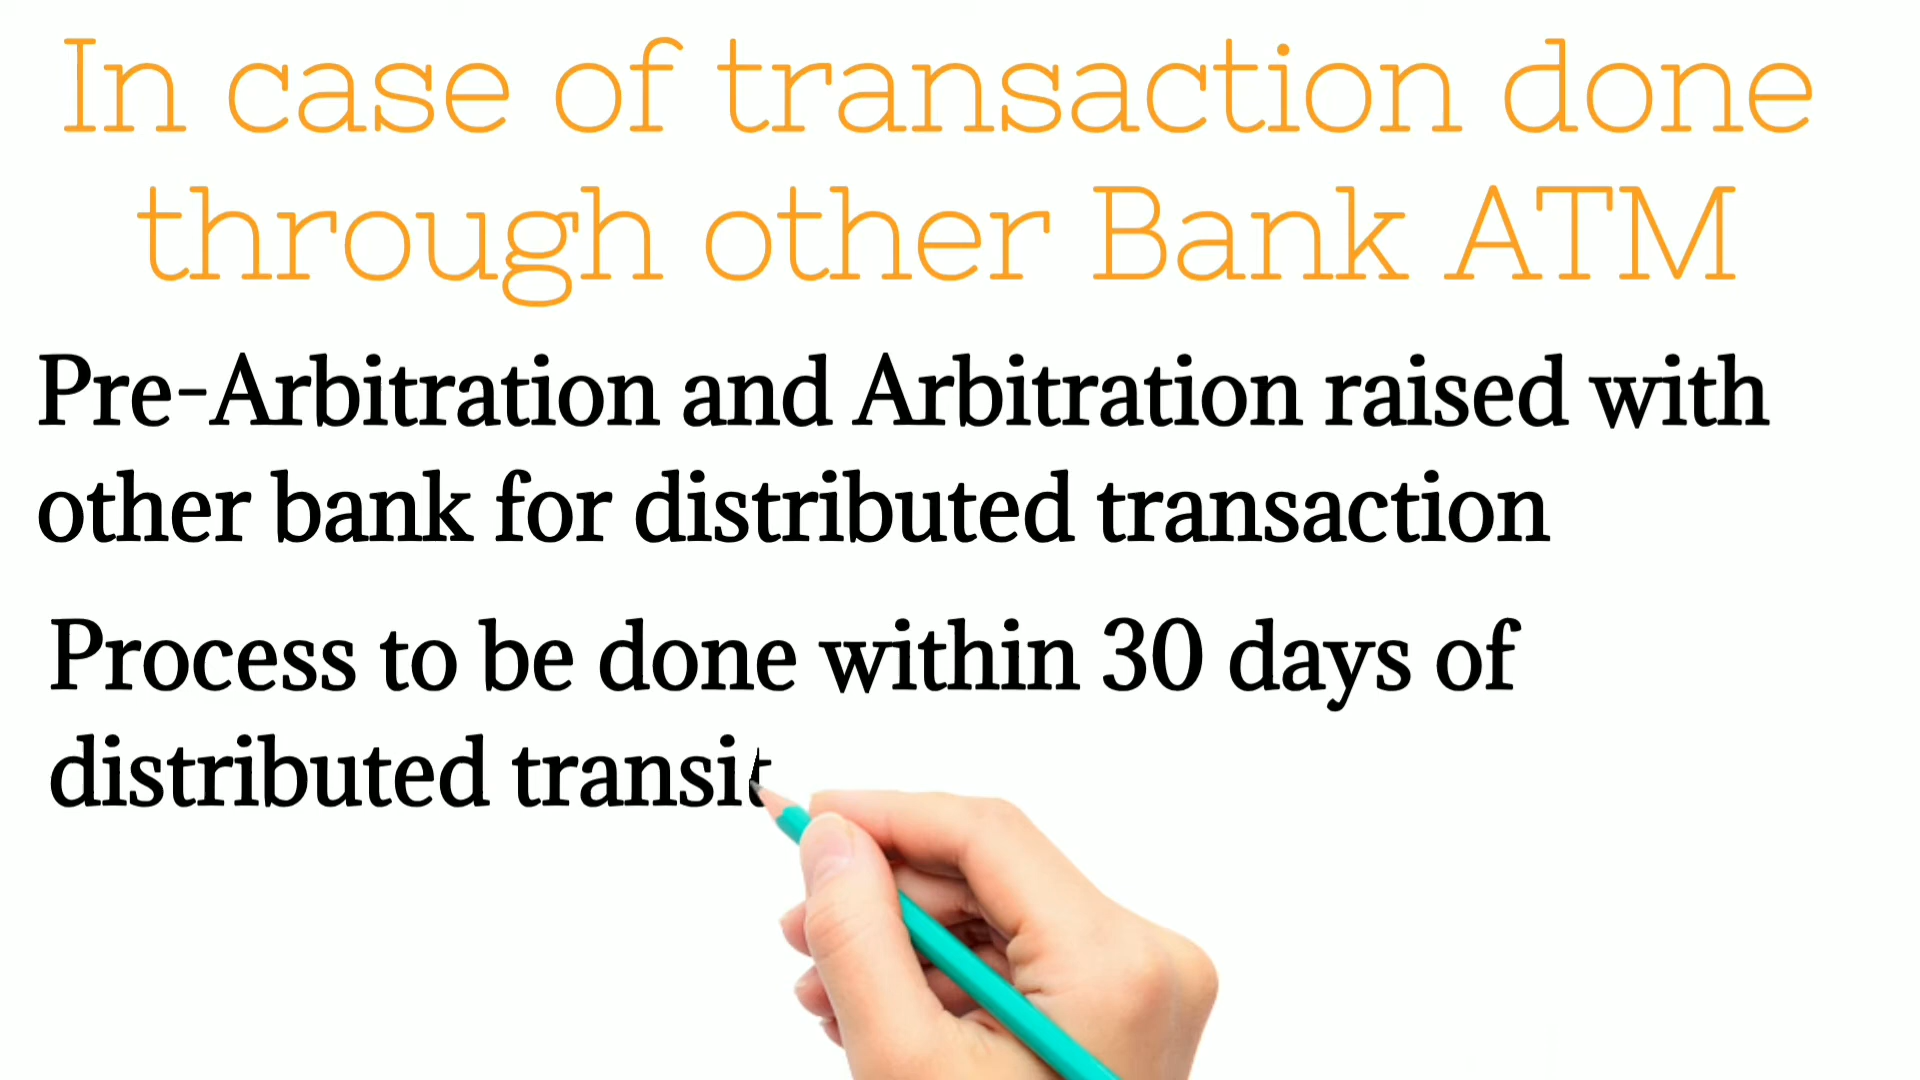 In case of transaction done
through other Bank ATM
Pre-Arbitration and Arbitration raised with
other bank for distributed transaction
Process to be done within 30 days of
distributed transit